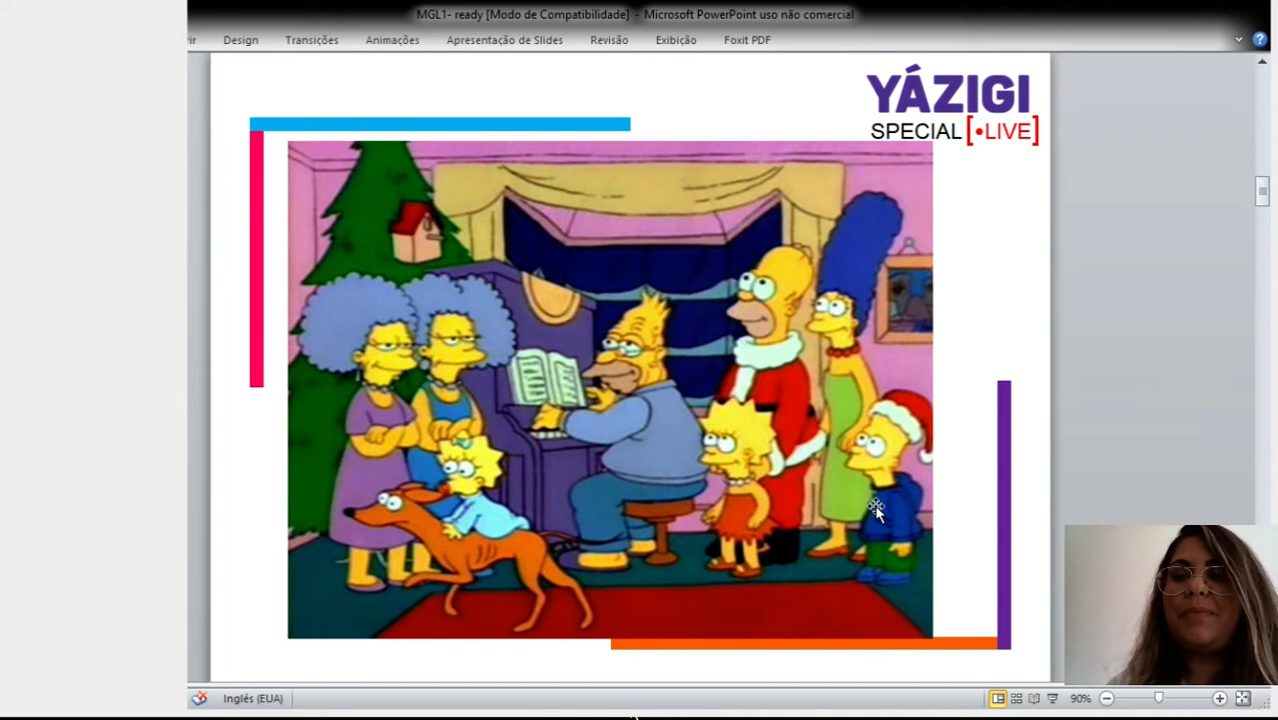 MGL1- ready [Modo de Compatibilidade] - Microsoft PowerPoint uso não comercial
Design Transições Animações Apresentação de Slides Revisão Exibição Foxit PDF
YÁZIGI
SPECIAL [•LIVE]
Inglês (EUA) 90%